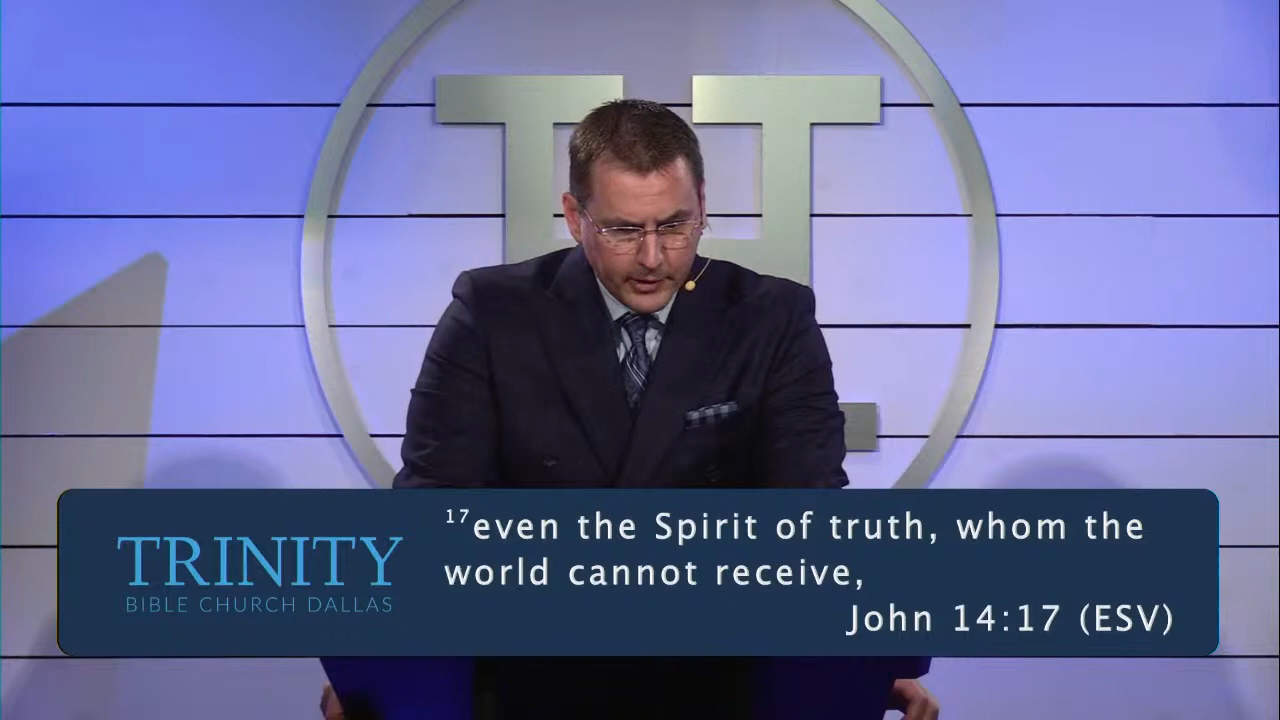 TRINITY
BIBLE CHURCH DALLAS
¹⁷even the Spirit of truth, whom the
world cannot receive,
John 14:17 (ESV)